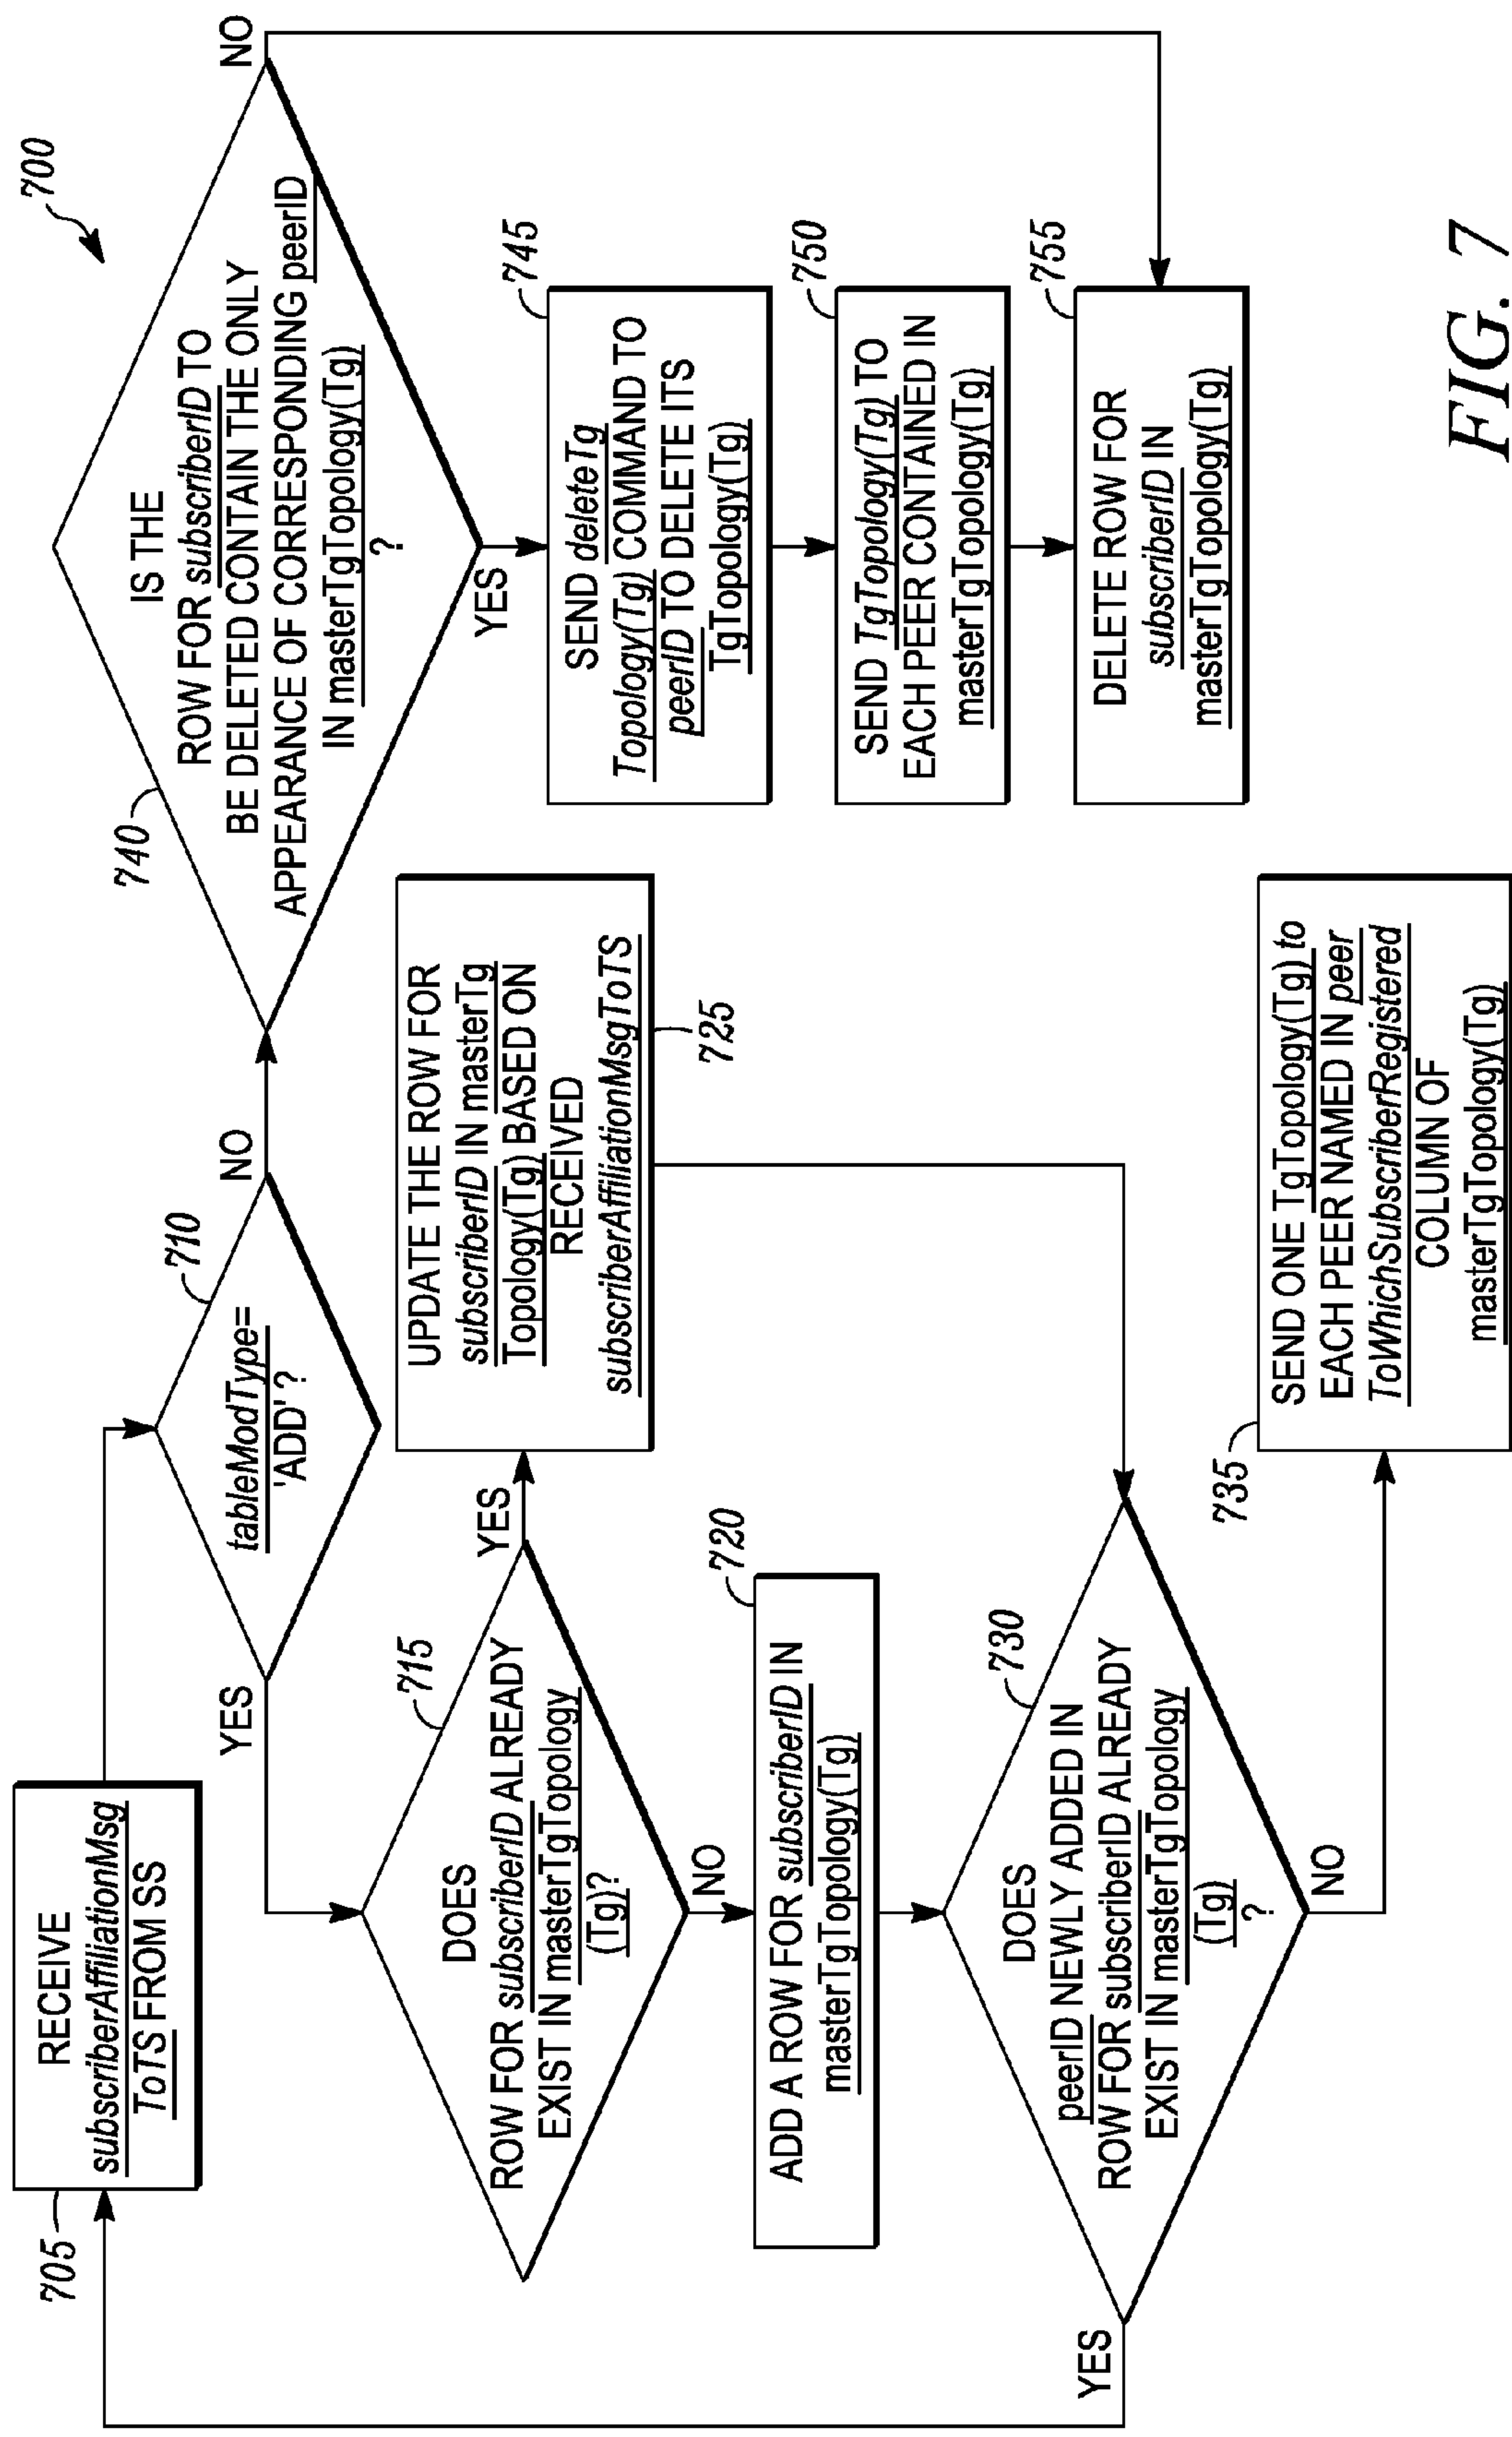 700
705
RECEIVE
subscriberAffiliationMsg
ToTS FROM SS
710
tableModType=
'ADD' ?
YES
NO
715
DOES
ROW FOR subscriberID ALREADY
EXIST IN masterTgTopology
(Tg)?
YES
NO
720
ADD A ROW FOR subscriberID IN
masterTgTopology(Tg)
UPDATE THE ROW FOR
subscriberID IN masterTg
Topology(Tg) BASED ON
RECEIVED
subscriberAffiliationMsgToTS
725
730
DOES
peerID NEWLY ADDED IN
ROW FOR subscriberID ALREADY
EXIST IN masterTgTopology
(Tg)
?
YES
NO
735
SEND ONE TgTopology(Tg) to
EACH PEER NAMED IN peer
ToWhichSubscriberRegistered
COLUMN OF
masterTgTopology(Tg)
740
IS THE
ROW FOR subscriberID TO
BE DELETED CONTAIN THE ONLY
APPEARANCE OF CORRESPONDING peerID
IN masterTgTopology(Tg)
?
NO
YES
745
SEND deleteTg
Topology(Tg) COMMAND TO
peerID TO DELETE ITS
TgTopology(Tg)
750
SEND TgTopology(Tg) TO
EACH PEER CONTAINED IN
masterTgTopology(Tg)
755
DELETE ROW FOR
subscriberID IN
masterTgTopology(Tg)
FIG. 7